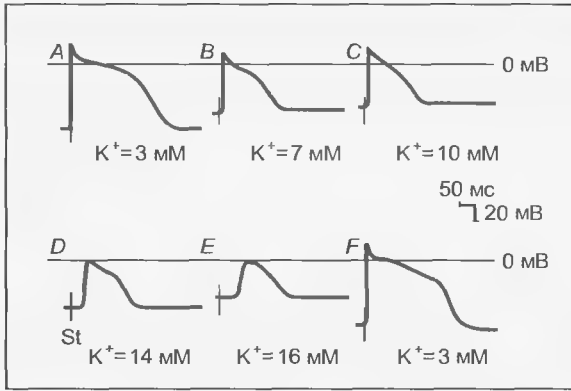 A B C 0 мВ
K⁺=3 мМ K⁺=7 мМ K⁺=10 мМ
50 мс
20 мВ
D E F 0 мВ
St
K⁺=14 мМ K⁺=16 мМ K⁺=3 мМ